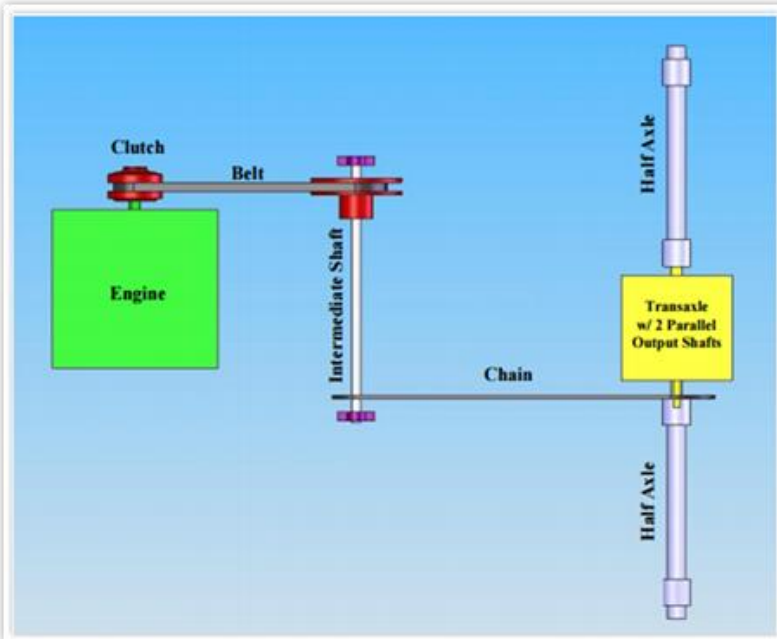 Clutch
Belt
Engine
Intermediate Shaft
Chain
Half Axle
Transaxle
w/ 2 Parallel
Output Shafts
Half Axle